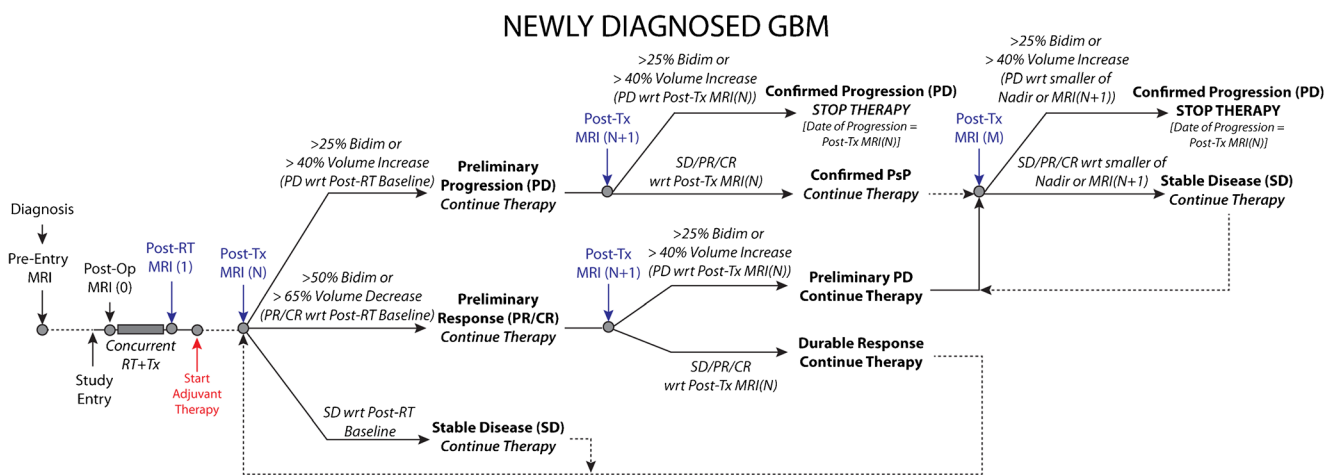 NEWLY DIAGNOSED GBM
Diagnosis
Pre-Entry
MRI
Post-Op
MRI (0)
Post-RT
MRI (1)
Post-Tx
MRI (N)
Concurrent
RT+Tx
Study
Entry
Start
Adjuvant
Therapy
>25% Bidim or
> 40% Volume Increase
(PD wrt Post-RT Baseline)
Preliminary
Progression (PD)
Continue Therapy
>50% Bidim or
> 65% Volume Decrease
(PR/CR wrt Post-RT Baseline)
Preliminary
Response (PR/CR)
Continue Therapy
SD wrt Post-RT
Baseline
Stable Disease (SD)
Continue Therapy
Post-Tx
MRI (N+1)
>25% Bidim or
> 40% Volume Increase
(PD wrt Post-Tx MRI(N))
Confirmed Progression (PD)
STOP THERAPY
[Date of Progression =
Post-Tx MRI(N)]
SD/PR/CR
wrt Post-Tx MRI(N)
Confirmed PsP
Continue Therapy
Post-Tx
MRI (N+1)
>25% Bidim or
> 40% Volume Increase
(PD wrt Post-Tx MRI(N))
Preliminary PD
Continue Therapy
SD/PR/CR
wrt Post-Tx MRI(N)
Durable Response
Continue Therapy
Post-Tx
MRI (M)
>25% Bidim or
> 40% Volume Increase
(PD wrt smaller of
Nadir or MRI(N+1))
Confirmed Progression (PD)
STOP THERAPY
[Date of Progression =
Post-Tx MRI(N)]
SD/PR/CR wrt smaller of
Nadir or MRI(N+1)
Stable Disease (SD)
Continue Therapy